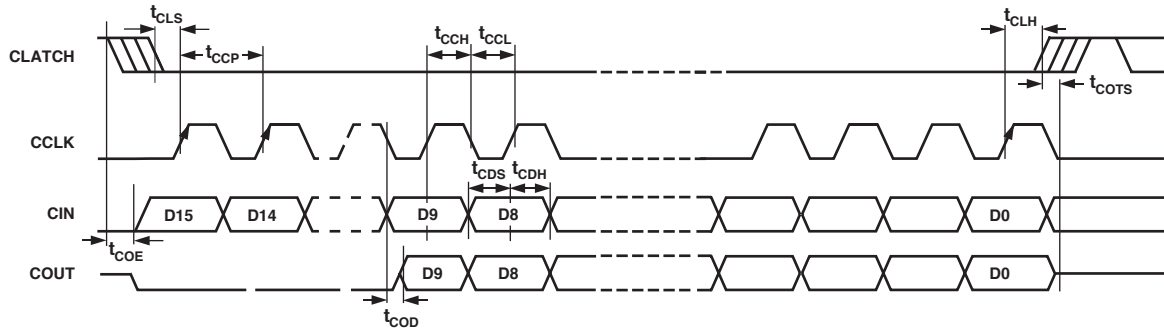 tCLS
tCCP
tCCH
tCCL
tCLH
CLATCH
tCOTS
CCLK
tCDS
tCDH
CIN
D15
D14
D9
D8
D0
tCOE
COUT
D9
D8
D0
tCOD